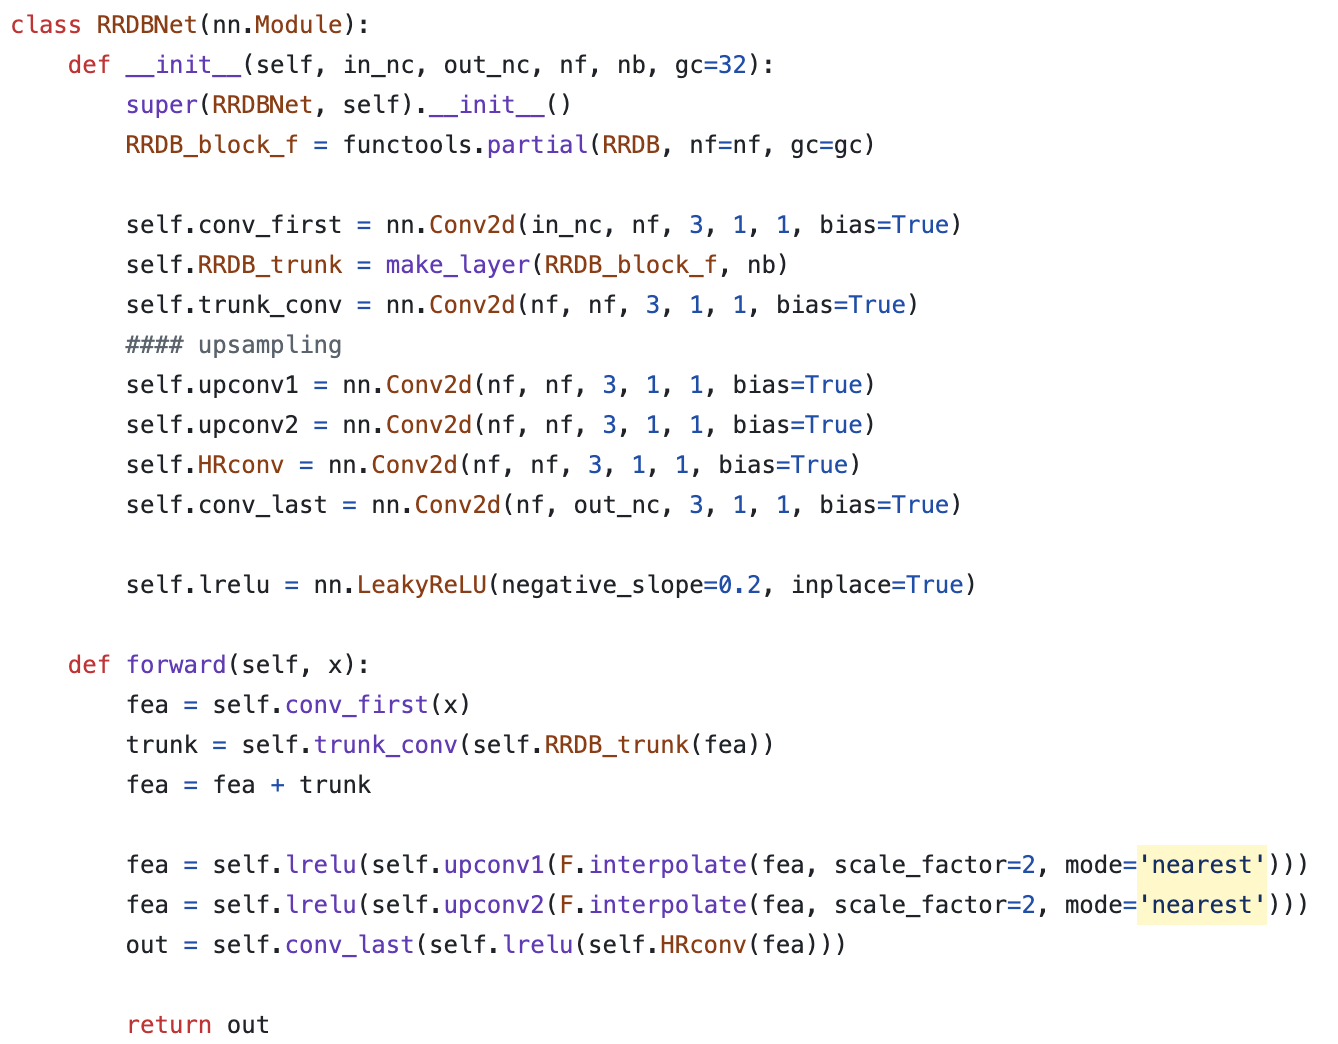 class RRDBNet(nn.Module):
    def __init__(self, in_nc, out_nc, nf, nb, gc=32):
        super(RRDBNet, self).__init__()
        RRDB_block_f = functools.partial(RRDB, nf=nf, gc=gc)

        self.conv_first = nn.Conv2d(in_nc, nf, 3, 1, 1, bias=True)
        self.RRDB_trunk = make_layer(RRDB_block_f, nb)
        self.trunk_conv = nn.Conv2d(nf, nf, 3, 1, 1, bias=True)
        #### upsampling
        self.upconv1 = nn.Conv2d(nf, nf, 3, 1, 1, bias=True)
        self.upconv2 = nn.Conv2d(nf, nf, 3, 1, 1, bias=True)
        self.HRconv = nn.Conv2d(nf, nf, 3, 1, 1, bias=True)
        self.conv_last = nn.Conv2d(nf, out_nc, 3, 1, 1, bias=True)

        self.lrelu = nn.LeakyReLU(negative_slope=0.2, inplace=True)

    def forward(self, x):
        fea = self.conv_first(x)
        trunk = self.trunk_conv(self.RRDB_trunk(fea))
        fea = fea + trunk

        fea = self.lrelu(self.upconv1(F.interpolate(fea, scale_factor=2, mode='nearest')))
        fea = self.lrelu(self.upconv2(F.interpolate(fea, scale_factor=2, mode='nearest')))
        out = self.conv_last(self.lrelu(self.HRconv(fea)))

        return out